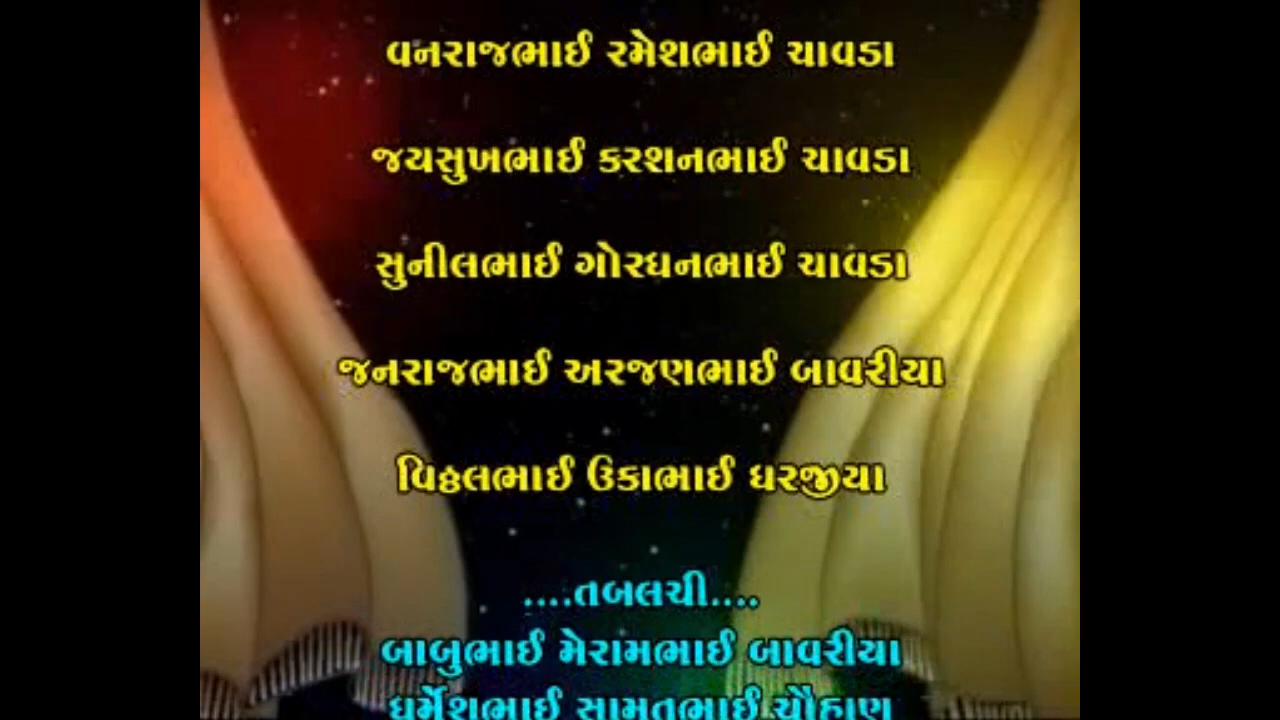 વનરાજભાઈ રમેશભાઈ ચાવડા
જયસુખભાઈ કરશનભાઈ ચાવડા
સુનીલભાઈ ગોરધનભાઈ ચાવડા
જનરાજભાઈ અરજણભાઈ બાવરીયા
વિઠ્ઠલભાઈ ઉકાભાઈ ધરજીયા
....તબલચી....
બાબુભાઈ મેરામભાઈ બાવરીયા
ધર્મેશભાઈ સામતભાઈ ચૌહાણ